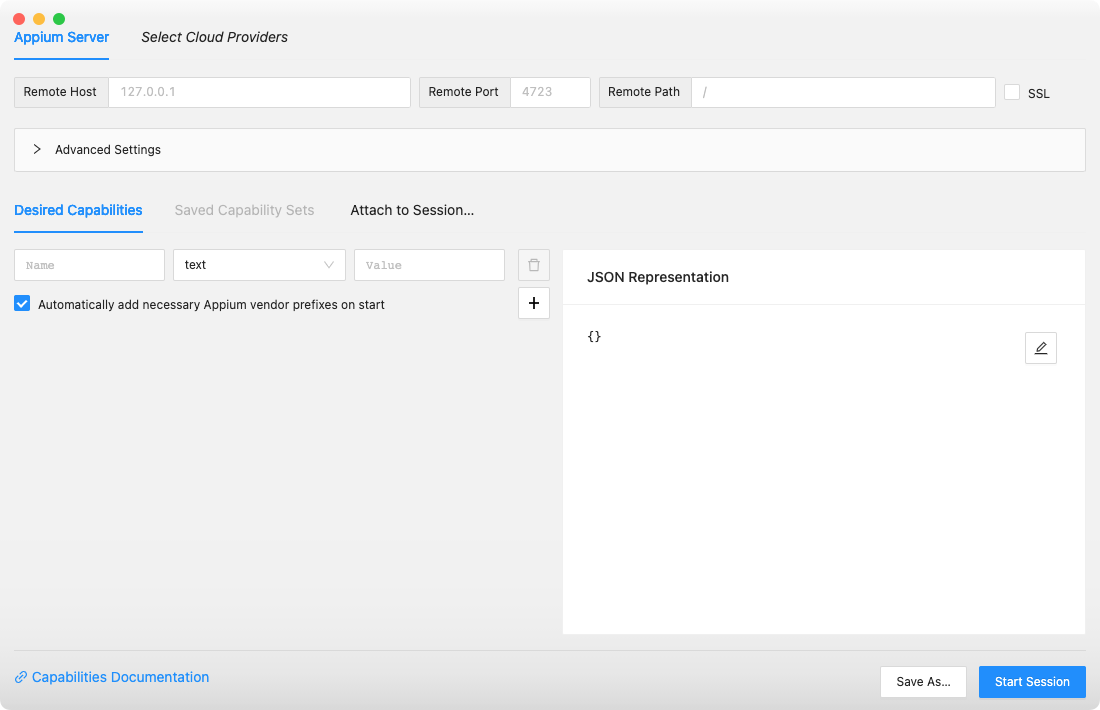 Appium Server
Select Cloud Providers
Remote Host 127.0.0.1 Remote Port 4723 Remote Path / SSL
Advanced Settings
Desired Capabilities Saved Capability Sets Attach to Session...
Name text Value
Automatically add necessary Appium vendor prefixes on start
JSON Representation
{}
Capabilities Documentation
Save As... Start Session